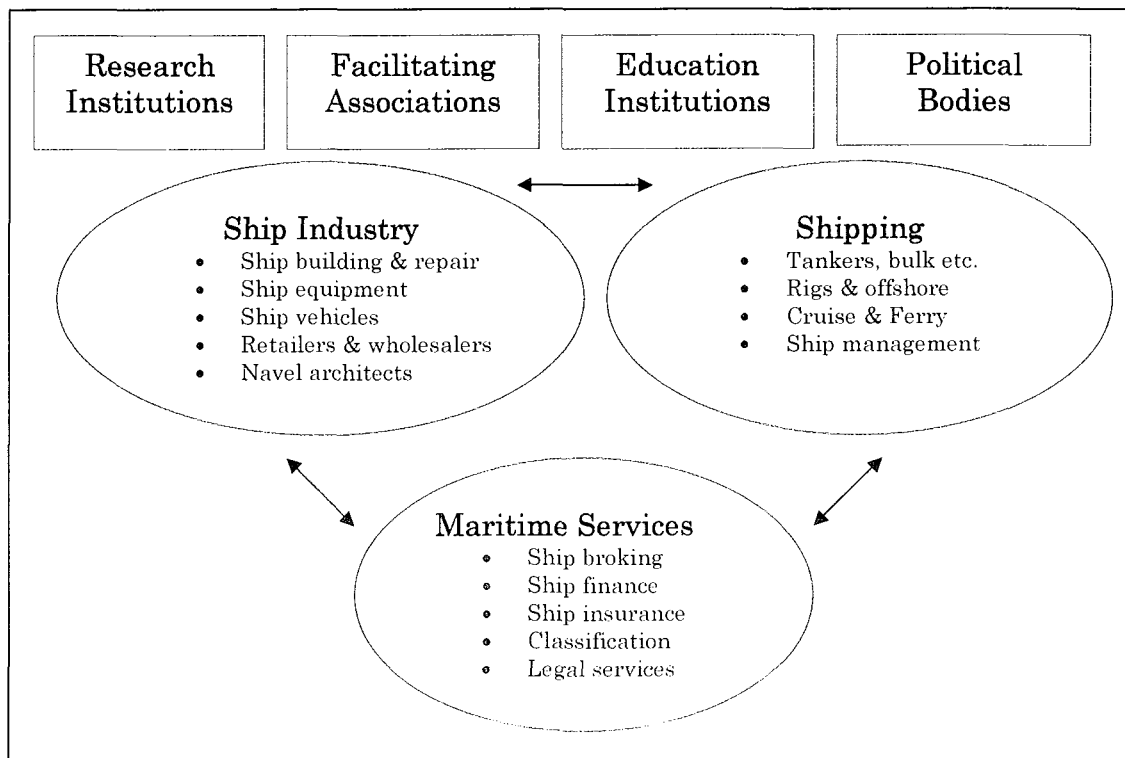 Research
Institutions
Facilitating
Associations
Education
Institutions
Political
Bodies
Ship Industry
• Ship building & repair
• Ship equipment
• Ship vehicles
• Retailers & wholesalers
• Navel architects
Shipping
• Tankers, bulk etc.
• Rigs & offshore
• Cruise & Ferry
• Ship management
Maritime Services
• Ship broking
• Ship finance
• Ship insurance
• Classification
• Legal services